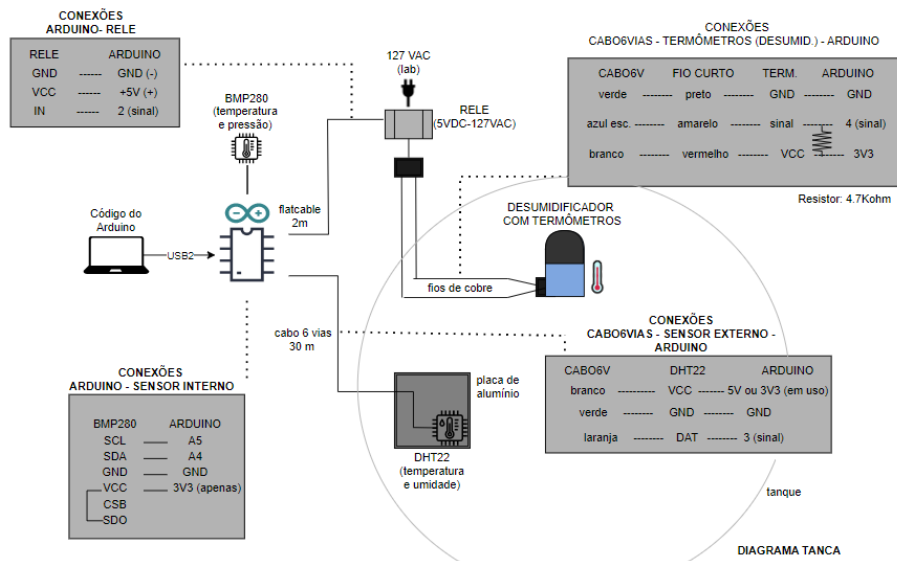 CONEXÕES
ARDUINO- RELE
RELE ARDUINO
GND ------ GND (-)
VCC ------ +5V (+)
IN ------ 2 (sinal)
127 VAC
(lab)
RELE
(5VDC-127VAC)
BMP280
(temperatura
e pressão)
CONEXÕES
CABO6VIAS - TERMÔMETROS (DESUMID.) - ARDUINO
CABO6V FIO CURTO TERM. ARDUINO
verde ------ preto ------ GND ------ GND
azul esc. -------- amarelo ------- sinal -------- 4 (sinal)
branco -------- vermelho ------- VCC -------- 3V3
Resistor: 4.7Kohm
Código do
Arduino
USB2
flatcable
2m
DESUMIDIFICADOR
COM TERMÔMETROS
fios de cobre
cabo 6 vias
30 m
CONEXÕES
CABO6VIAS - SENSOR EXTERNO -
ARDUINO
CABO6V DHT22 ARDUINO
branco ---------- VCC ------ 5V ou 3V3 (em uso)
verde -------- GND ------ GND
laranja -------- DAT ------- 3 (sinal)
CONEXÕES
ARDUINO - SENSOR INTERNO
BMP280 ARDUINO
SCL A5
SDA A4
GND GND
VCC 3V3 (apenas)
CSB
SDO
placa de
alumínio
DHT22
(temperatura
e umidade)
tanque
DIAGRAMA TANCA